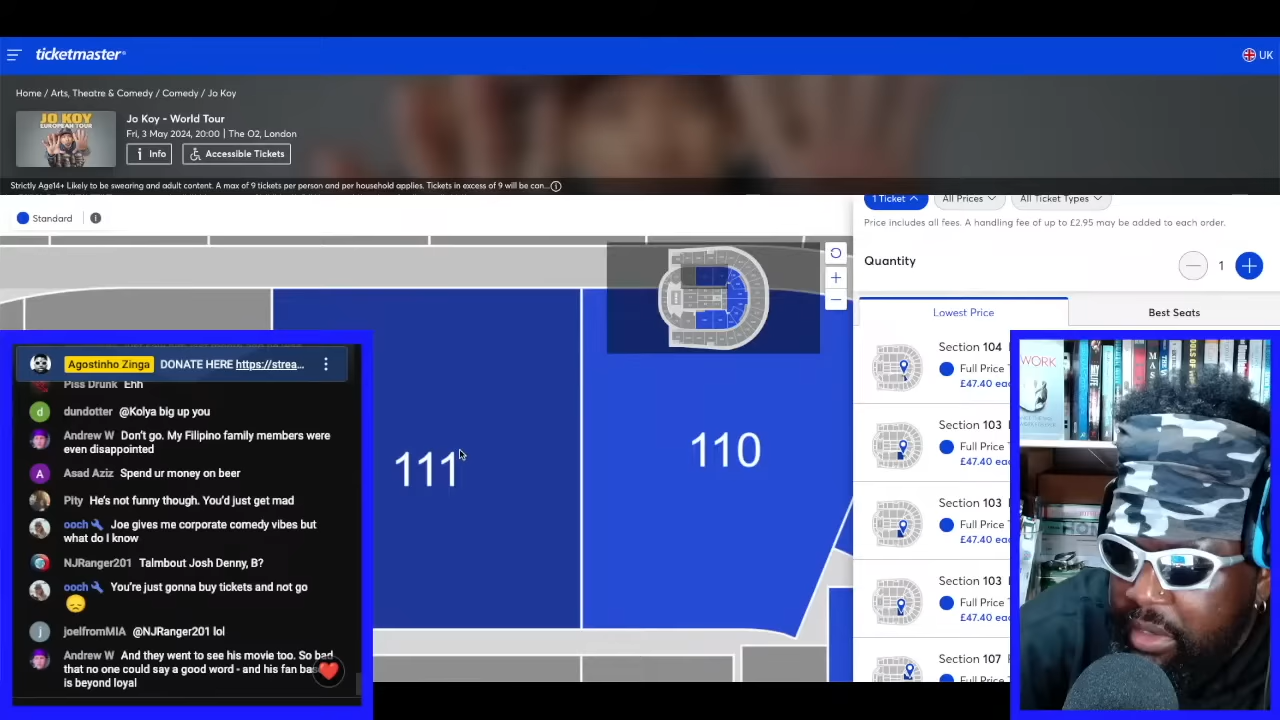 ticketmaster®
UK
Home / Arts, Theatre & Comedy / Comedy / Jo Koy
JO KOY
EUROPEAN TOUR
Jo Koy - World Tour
Fri, 3 May 2024, 20:00 | The O2, London
i Info
Accessible Tickets
Strictly Age14+ Likely to be swearing and adult content. A max of 9 tickets per person and per household applies. Tickets in excess of 9 will be can...
Standard
1 Ticket
All Prices
All Ticket Types
Price includes all fees. A handling fee of up to £2.95 may be added to each order.
Quantity
1
Lowest Price
Best Seats
111
110
Section 104
Full Price
£47.40
Section 103
Full Price
£47.40
Section 103
Full Price
£47.40
Section 103
Full Price
£47.40
Section 107
Agostinho Zinga DONATE HERE https://strea...
Piss Drunk Ehh
dundotter @Kolya big up you
Andrew W Don't go. My Filipino family members were
even disappointed
Asad Aziz Spend ur money on beer
Pity He's not funny though. You'd just get mad
ooch Joe gives me corporate comedy vibes but
what do I know
NJRanger201 Talmbout Josh Denny, B?
ooch You're just gonna buy tickets and not go
joelfromMIA @NJRanger201 lol
Andrew W And they went to see his movie too. So bad
that no one could say a good word - and his fan
is beyond loyal
WORK